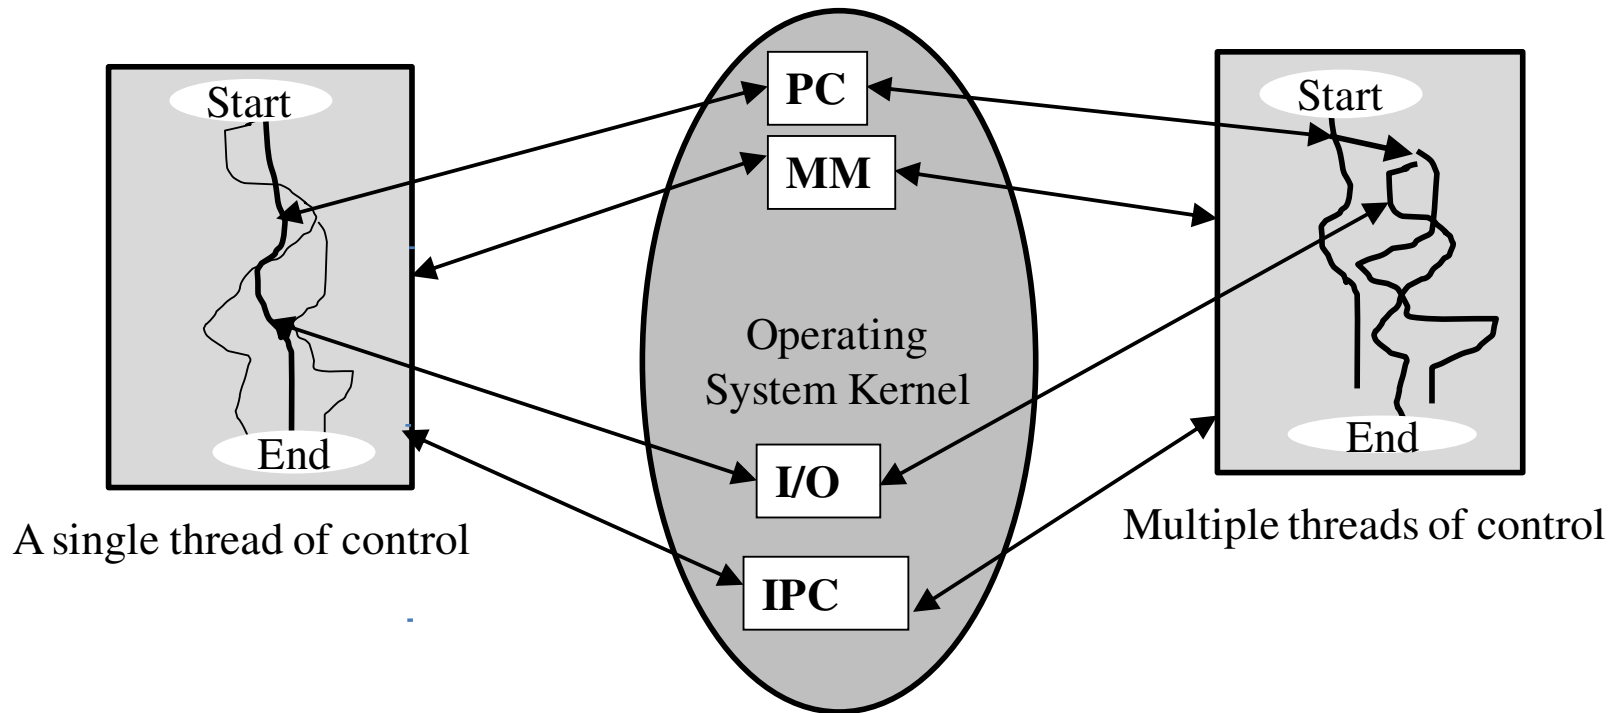 Start
End
A single thread of control
PC
MM
Operating
System Kernel
I/O
IPC
Start
End
Multiple threads of control